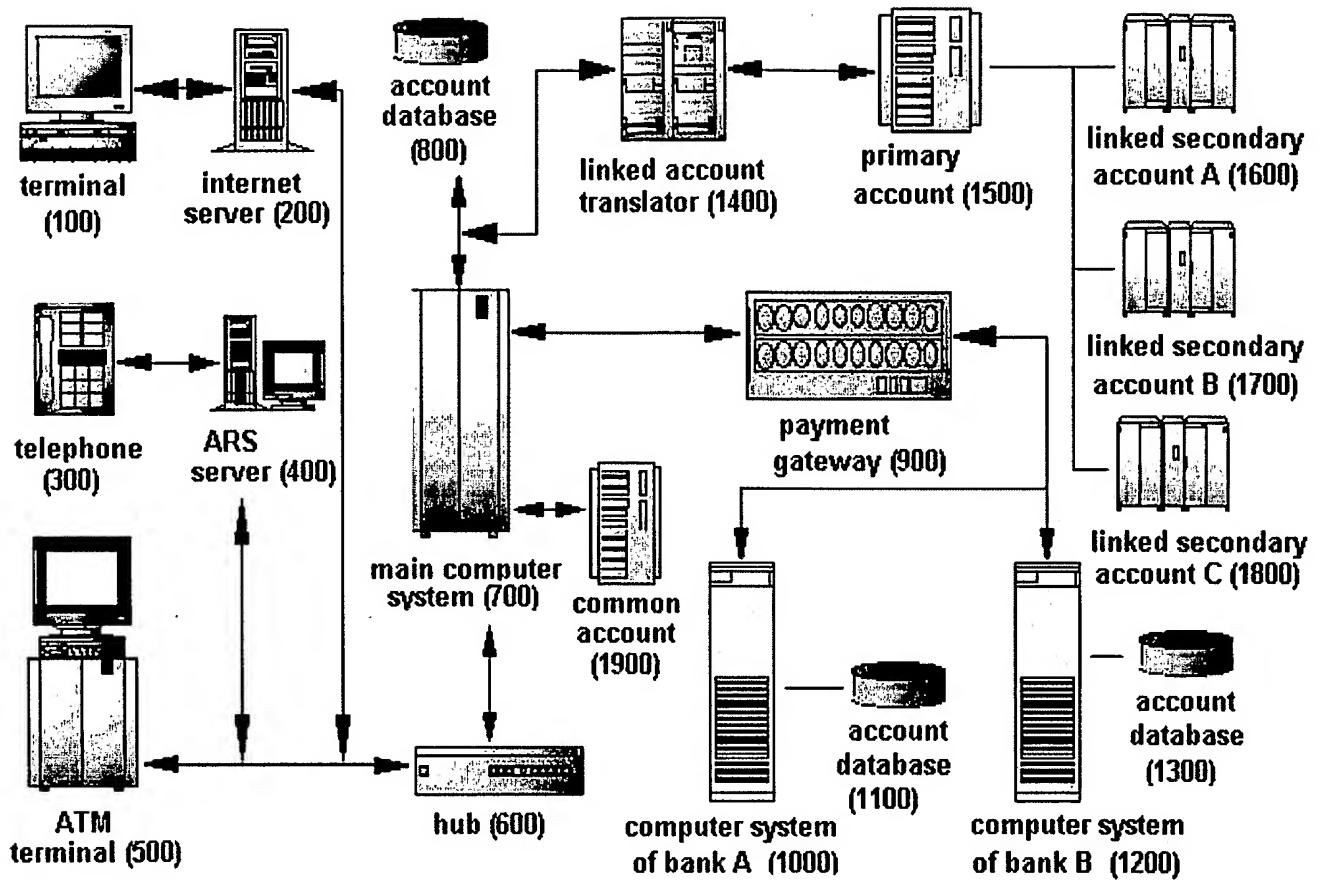 terminal
(100)
internet
server (200)
account
database
(800)
linked account
translator (1400)
primary
account (1500)
linked secondary
account A (1600)
linked secondary
account B (1700)
linked secondary
account C (1800)
telephone
(300)
ARS
server (400)
payment
gateway (900)
main computer
system (700)
common
account
(1900)
ATM
terminal (500)
hub (600)
computer system
of bank A (1000)
account
database
(1100)
computer system
of bank B (1200)
account
database
(1300)